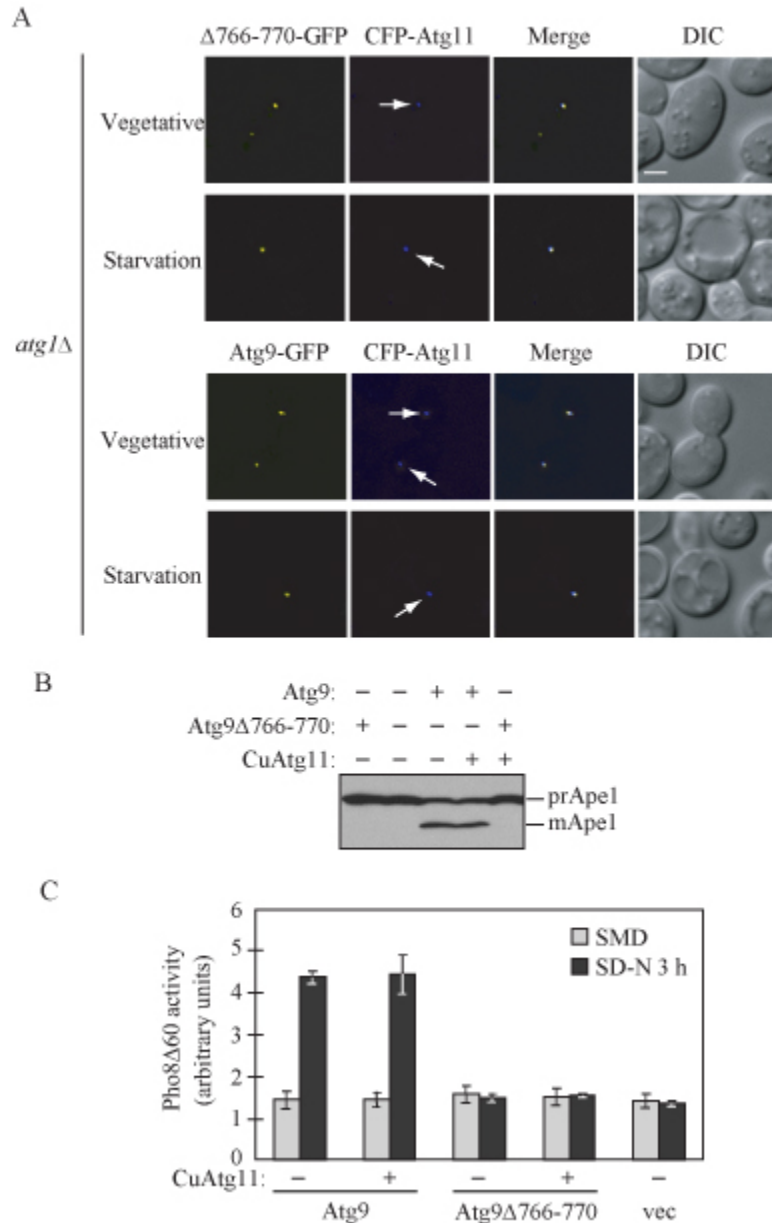 A
Δ766-770-GFP CFP-Atg11 Merge DIC
Vegetative
Starvation
atg1Δ
Atg9-GFP CFP-Atg11 Merge DIC
Vegetative
Starvation
B
Atg9: – – + + –
Atg9Δ766-770: + – – – +
CuAtg11: – – – + +
prApe1
mApe1
C
Pho8Δ60 activity
(arbitrary units)
6
5
4
3
2
1
0
SMD
SD-N 3 h
CuAtg11: – + – + –
Atg9 Atg9Δ766-770 vec